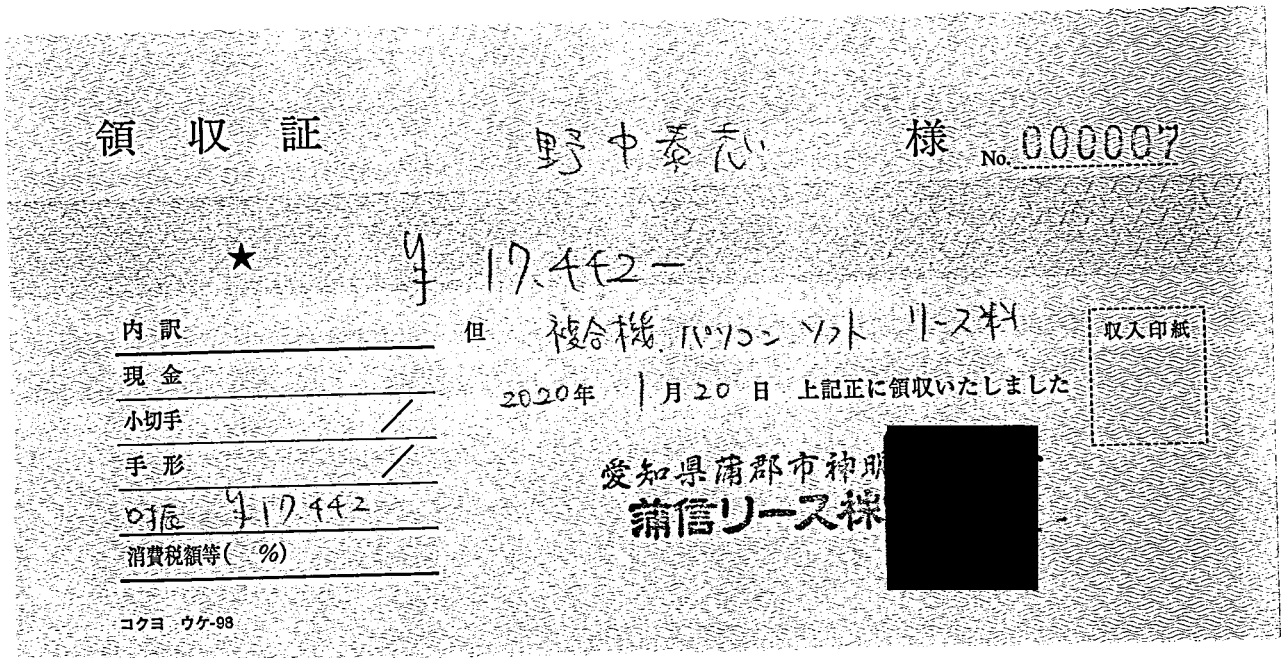 領収証 野中泰志 様 No. 000007
★ ¥17,442-
内訳
現金
小切手 /
手形 /
口振 ¥17,442
消費税額等( %)
但 複合機、パソコン ソフト リース料
2020年 1月20日 上記正に領収いたしました
収入印紙
愛知県蒲郡市神明
蒲信リース株
コクヨ ウケ-98